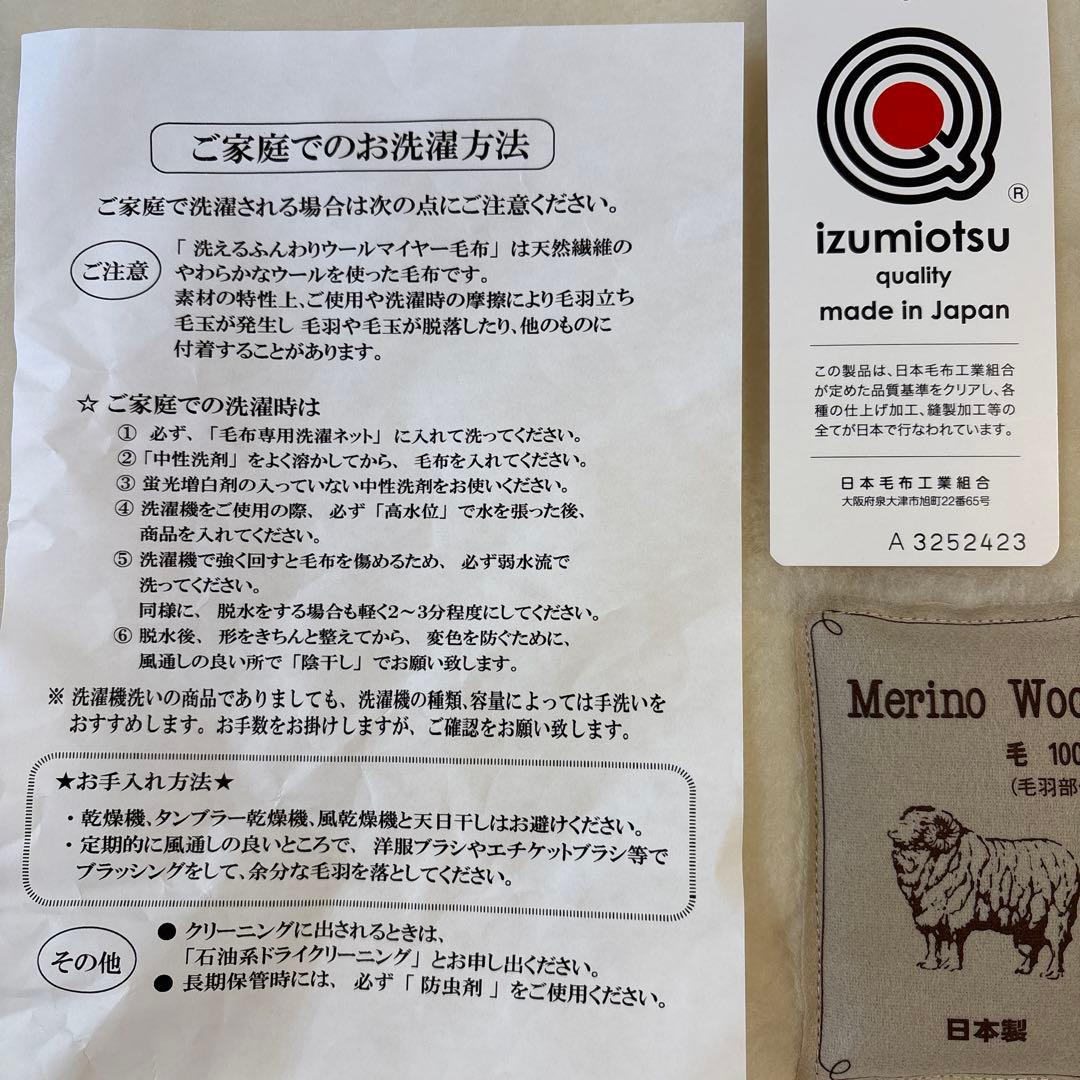 ご家庭でのお洗濯方法
ご家庭で洗濯される場合は次の点にご注意ください。
ご注意
「 洗えるふんわりウールマイヤー毛布」は天然繊維の
やわらかなウールを使った毛布です。
素材の特性上、ご使用や洗濯時の摩擦により毛羽立ち
毛玉が発生し 毛羽や毛玉が脱落したり、他のものに
付着することがあります。
☆ ご家庭での洗濯時は
① 必ず、「毛布専用洗濯ネット」に入れて洗ってください。
②「中性洗剤」をよく溶かしてから、 毛布を入れてください。
③ 蛍光増白剤の入っていない中性洗剤をお使いください。
④ 洗濯機をご使用の際、 必ず「高水位」で水を張った後、
商品を入れてください。
⑤ 洗濯機で強く回すと毛布を傷めるため、 必ず弱水流で
洗ってください。
同様に、 脱水をする場合も軽く2〜3分程度にしてください。
⑥ 脱水後、 形をきちんと整えてから、 変色を防ぐために、
風通しの良い所で「陰干し」でお願い致します。
※ 洗濯機洗いの商品でありましても、 洗濯機の種類、容量によっては手洗いを
おすすめします。お手数をお掛けしますが、ご確認をお願い致します。
★お手入れ方法★
・乾燥機、タンブラー乾燥機、風乾燥機と天日干しはお避けください。
・定期的に風通しの良いところで、 洋服ブラシやエチケットブラシ等で
ブラッシングをして、余分な毛羽を落としてください。
その他
● クリーニングに出されるときは、
「石油系ドライクリーニング」とお申し出ください。
● 長期保管時には、 必ず「 防虫剤 」をご使用ください。
izumiotsu
quality
made in Japan
この製品は、日本毛布工業組合
が定めた品質基準をクリアし、各
種の仕上げ加工、縫製加工等の
全てが日本で行なわれています。
日本毛布工業組合
大阪府泉大津市旭町22番65号
A 3252423
Merino
毛 100
(毛羽部
日本製